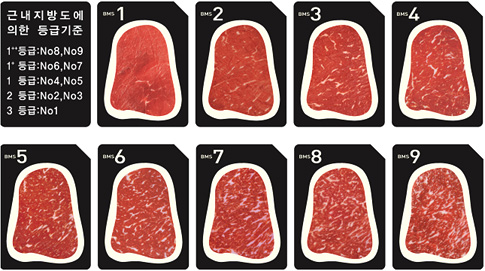 근내지방도에
의한 등급기준
1++등급:No8,No9
1+등급:No6,No7
1 등급:No4,No5
2 등급:No2,No3
3 등급:No1
BMS 1
BMS 2
BMS 3
BMS 4
BMS 5
BMS 6
BMS 7
BMS 8
BMS 9